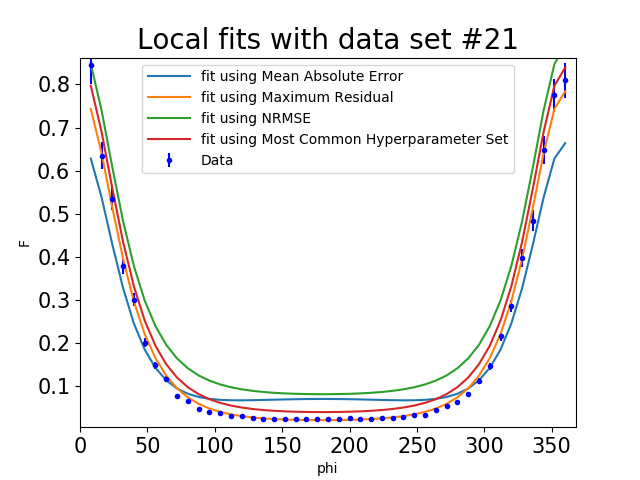 Local fits with data set #21
fit using Mean Absolute Error
fit using Maximum Residual
fit using NRMSE
fit using Most Common Hyperparameter Set
Data
F
0.8
0.7
0.6
0.5
0.4
0.3
0.2
0.1
0 50 100 150 200 250 300 350
phi